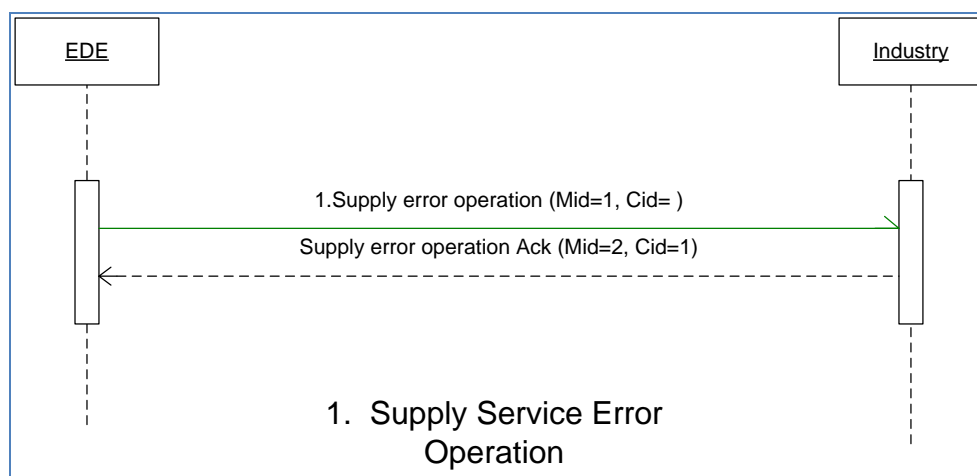 EDE
Industry
1.Supply error operation (Mid=1, Cid= )
Supply error operation Ack (Mid=2, Cid=1)
1. Supply Service Error
Operation